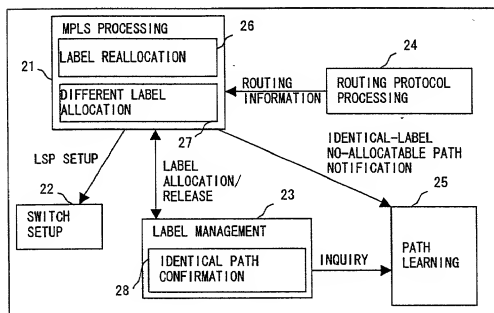 MPLS PROCESSING
26
LABEL REALLOCATION
21
DIFFERENT LABEL
ALLOCATION
27
24
ROUTING PROTOCOL
PROCESSING
ROUTING
INFORMATION
LSP SETUP
22
SWITCH
SETUP
LABEL
ALLOCATION/
RELEASE
IDENTICAL-LABEL
NO-ALLOCATABLE PATH
NOTIFICATION
23
LABEL MANAGEMENT
IDENTICAL PATH
CONFIRMATION
28
INQUIRY
25
PATH
LEARNING